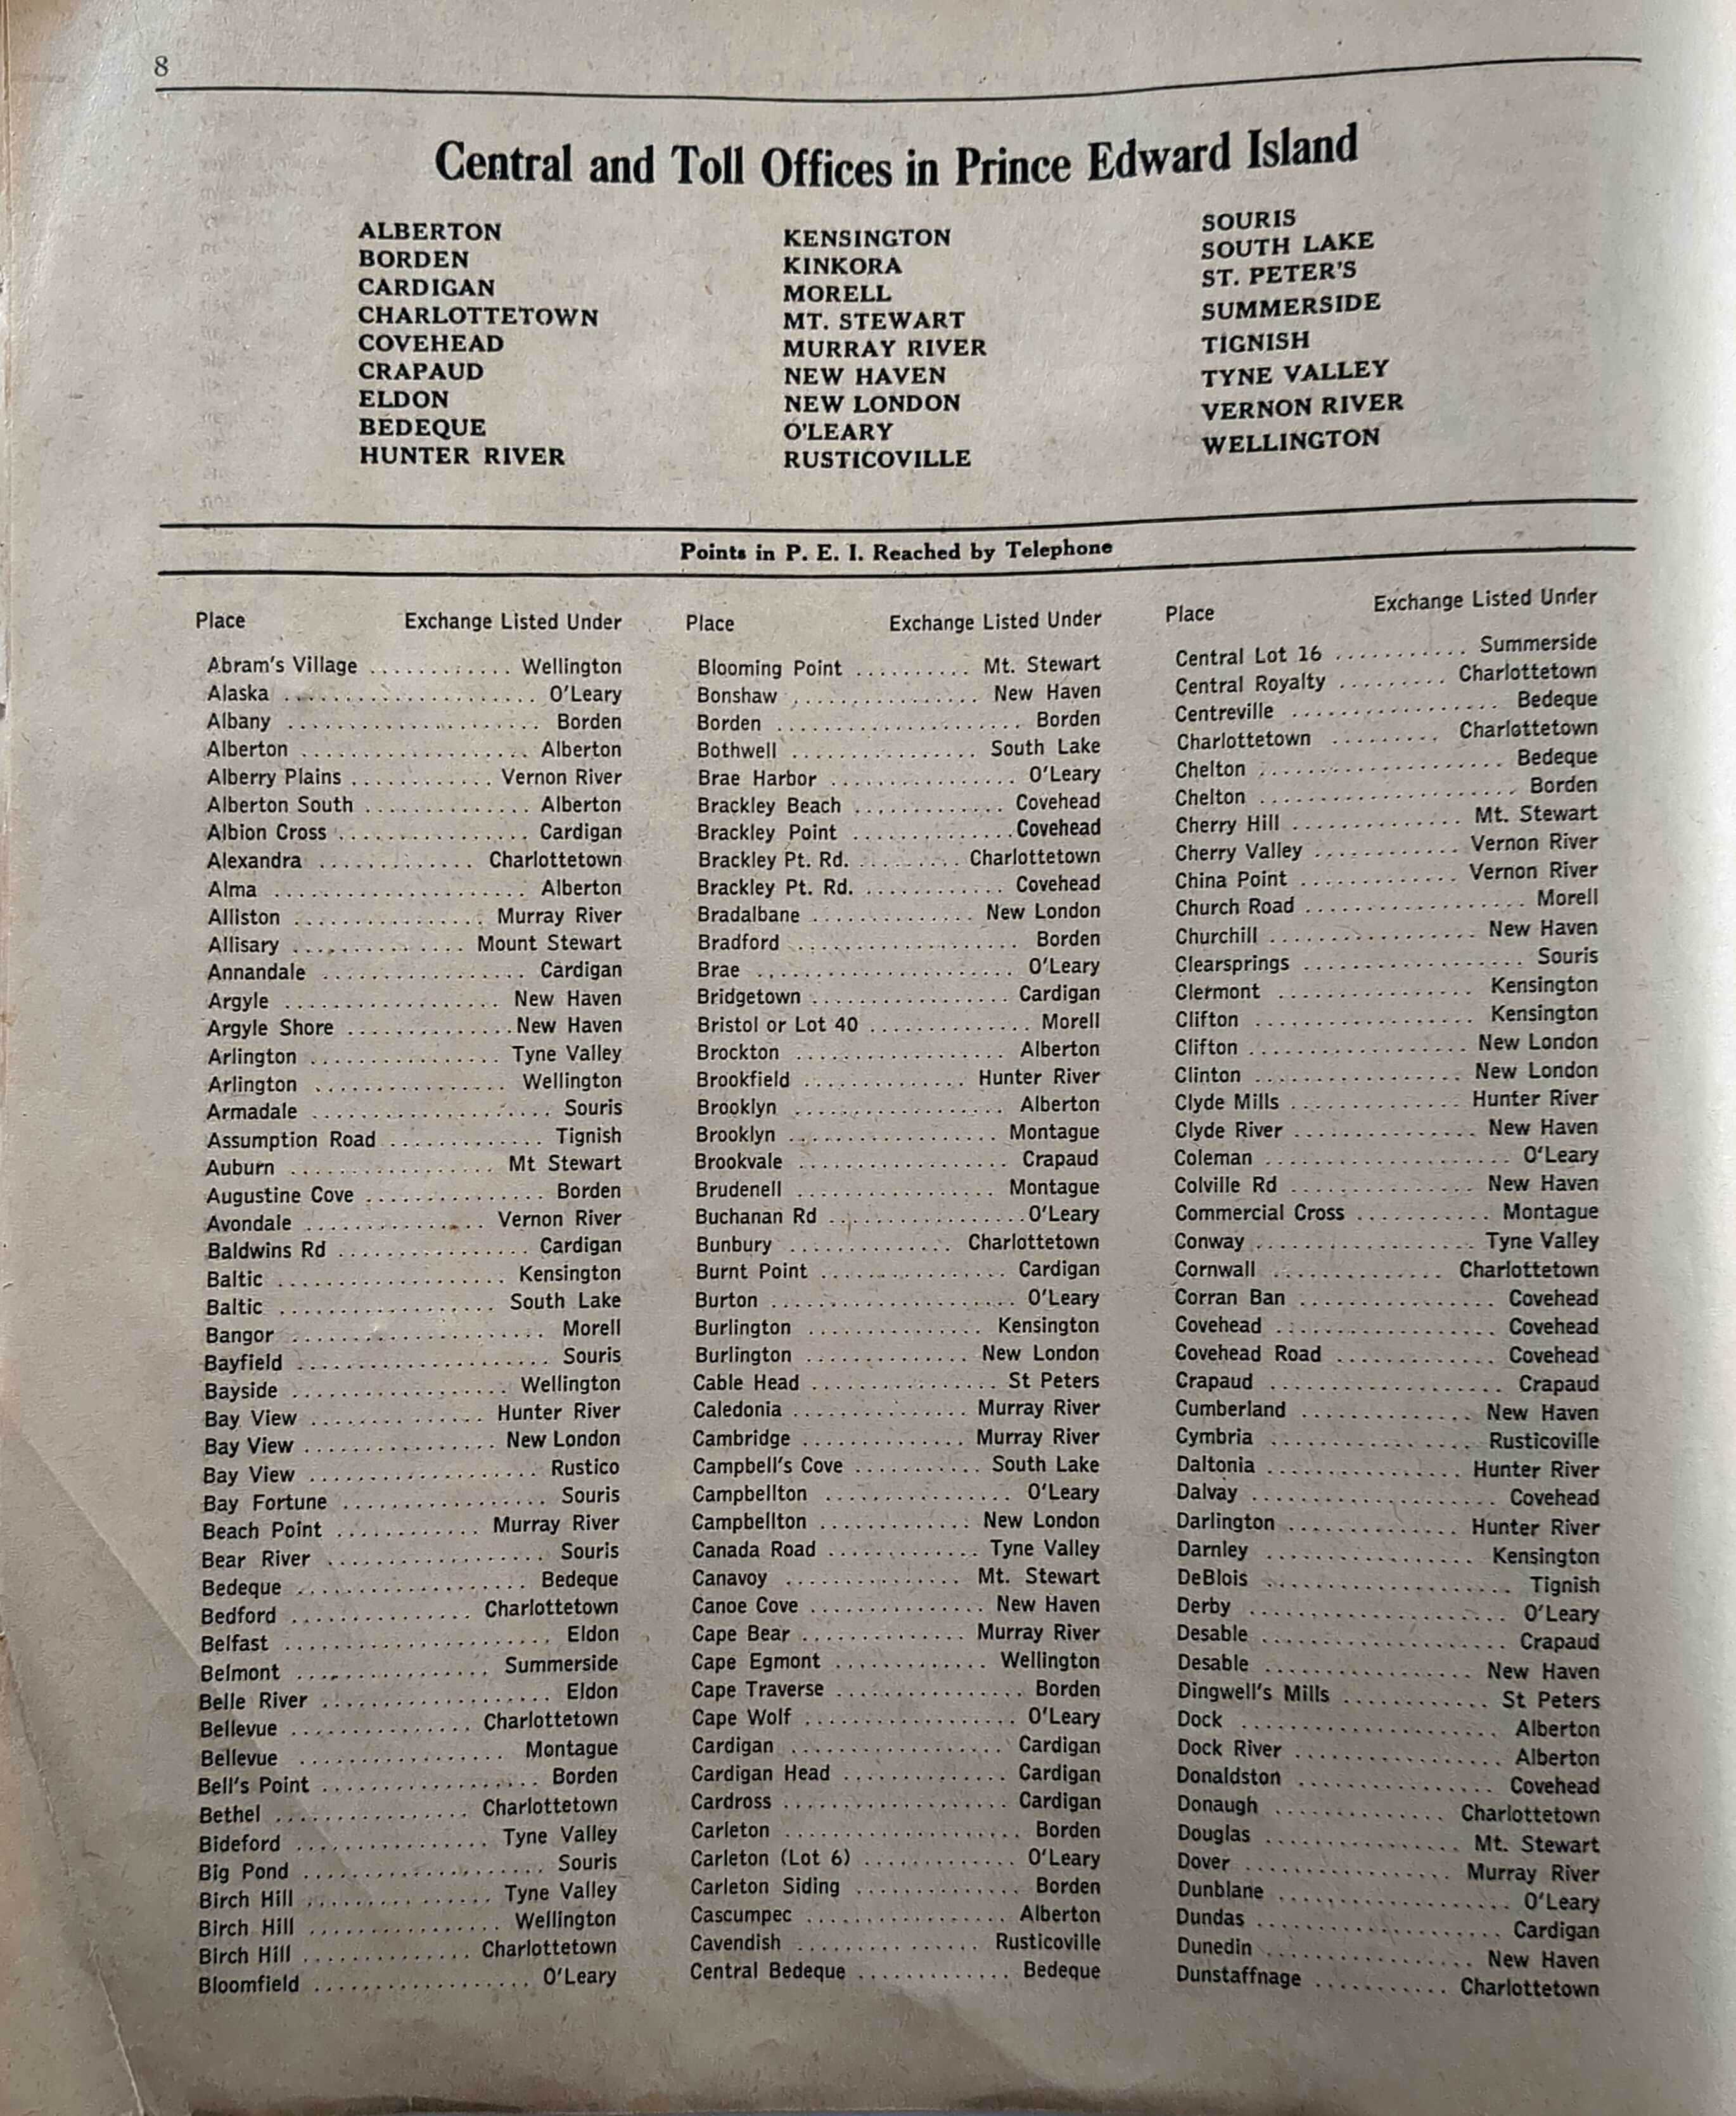 8
Central and Toll Offices in Prince Edward Island
ALBERTON
BORDEN
CARDIGAN
CHARLOTTETOWN
COVEHEAD
CRAPAUD
ELDON
BEDEQUE
HUNTER RIVER
KENSINGTON
KINKORA
MORELL
MT. STEWART
MURRAY RIVER
NEW HAVEN
NEW LONDON
O'LEARY
RUSTICOVILLE
SOURIS
SOUTH LAKE
ST. PETER'S
SUMMERSIDE
TIGNISH
TYNE VALLEY
VERNON RIVER
WELLINGTON
Points in P. E. I. Reached by Telephone
Place Exchange Listed Under
Abram's Village ............ Wellington
Alaska ...................... O'Leary
Albany ..................... Borden
Alberton ................... Alberton
Alberry Plains ............ Vernon River
Alberton South ............. Alberton
Albion Cross ............... Cardigan
Alexandra ............ Charlottetown
Alma ..................... Alberton
Alliston ................ Murray River
Allisary .............. Mount Stewart
Annandale ................. Cardigan
Argyle .................. New Haven
Argyle Shore .............. New Haven
Arlington ................ Tyne Valley
Arlington ................ Wellington
Armadale .................... Souris
Assumption Road ............. Tignish
Auburn .................. Mt Stewart
Augustine Cove .............. Borden
Avondale ............... Vernon River
Baldwins Rd ................ Cardigan
Baltic ................... Kensington
Baltic .................. South Lake
Bangor ..................... Morell
Bayfield ..................... Souris
Bayside ................... Wellington
Bay View .............. Hunter River
Bay View ................ New London
Bay View ................... Rustico
Bay Fortune ................. Souris
Beach Point ............ Murray River
Bear River .................. Souris
Bedeque .................... Bedeque
Bedford ............... Charlottetown
Belfast ...................... Eldon
Belmont ................ Summerside
Belle River ................... Eldon
Bellevue .............. Charlottetown
Bellevue ................. Montague
Bell's Point ................... Borden
Bethel ................ Charlottetown
Bideford ................ Tyne Valley
Big Pond .................... Souris
Birch Hill ................ Tyne Valley
Birch Hill ................ Wellington
Birch Hill .............. Charlottetown
Bloomfield .................. O'Leary
Place Exchange Listed Under
Blooming Point .......... Mt. Stewart
Bonshaw ................ New Haven
Borden ..................... Borden
Bothwell ................ South Lake
Brae Harbor ................ O'Leary
Brackley Beach ............. Covehead
Brackley Point .............. Covehead
Brackley Pt. Rd. ......... Charlottetown
Brackley Pt. Rd. ............ Covehead
Bradalbane .............. New London
Bradford ................... Borden
Brae ...................... O'Leary
Bridgetown ................. Cardigan
Bristol or Lot 40 .............. Morell
Brockton .................. Alberton
Brookfield .............. Hunter River
Brooklyn .................. Alberton
Brooklyn .................. Montague
Brookvale .................. Crapaud
Brudenell ................. Montague
Buchanan Rd ................. O'Leary
Bunbury .............. Charlottetown
Burnt Point ................ Cardigan
Burton ..................... O'Leary
Burlington ............... Kensington
Burlington .............. New London
Cable Head ................ St Peters
Caledonia ............... Murray River
Cambridge .............. Murray River
Campbell's Cove ........... South Lake
Campbellton ................ O'Leary
Campbellton ............. New London
Canada Road ............ Tyne Valley
Canavoy ............... Mt. Stewart
Canoe Cove .............. New Haven
Cape Bear .............. Murray River
Cape Egmont ............. Wellington
Cape Traverse ................ Borden
Cape Wolf .................. O'Leary
Cardigan .................. Cardigan
Cardigan Head .............. Cardigan
Cardross ................... Cardigan
Carleton .................... Borden
Carleton (Lot 6) ............. O'Leary
Carleton Siding .............. Borden
Cascumpec ................. Alberton
Cavendish ............... Rusticoville
Central Bedeque ............. Bedeque
Place Exchange Listed Under
Central Lot 16 ........... Summerside
Central Royalty ......... Charlottetown
Centreville ................. Bedeque
Charlottetown ......... Charlottetown
Chelton .................... Bedeque
Chelton ..................... Borden
Cherry Hill .............. Mt. Stewart
Cherry Valley ............ Vernon River
China Point ............. Vernon River
Church Road ................. Morell
Churchill ................. New Haven
Clearsprings ................. Souris
Clermont ................ Kensington
Clifton .................. Kensington
Clifton .................. New London
Clinton ................. New London
Clyde Mills .............. Hunter River
Clyde River ............... New Haven
Coleman .................... O'Leary
Colville Rd ............... New Haven
Commercial Cross ........... Montague
Conway ................... Tyne Valley
Cornwall .............. Charlottetown
Corran Ban ................ Covehead
Covehead .................. Covehead
Covehead Road ............. Covehead
Crapaud ................... Crapaud
Cumberland .............. New Haven
Cymbria ................ Rusticoville
Daltonia ............... Hunter River
Dalvay .................... Covehead
Darlington .............. Hunter River
Darnley ................. Kensington
DeBlois ..................... Tignish
Derby ...................... O'Leary
Desable .................... Crapaud
Desable ................. New Haven
Dingwell's Mills ............ St Peters
Dock ..................... Alberton
Dock River ................. Alberton
Donaldston ................ Covehead
Donaugh .............. Charlottetown
Douglas ................ Mt. Stewart
Dover ................. Murray River
Dunblane ................... O'Leary
Dundas .................... Cardigan
Dunedin ................. New Haven
Dunstaffnage ........... Charlottetown